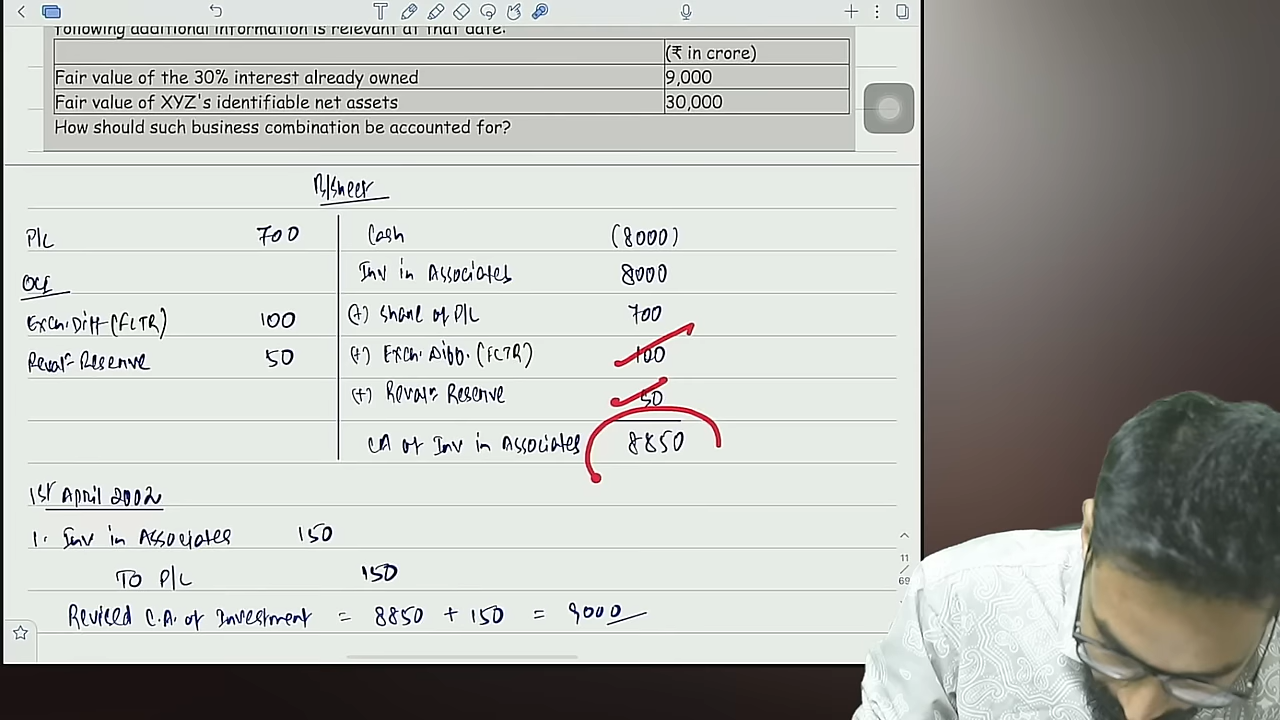 following additional information is relevant at that date:
(₹ in crore)
Fair value of the 30% interest already owned 9,000
Fair value of XYZ's identifiable net assets 30,000
How should such business combination be accounted for?
B/Sheet
P/L 700 Cash (8000)
OCI Inv in Associates 8000
Exch. Diff (FCTR) 100 (+) Share of P/L 700
Reval- Reserve 50 (+) Exch. Diff. (FCTR) 100
(+) Revaln Reserve 50
CA of Inv in Associates 8850
1st April 2002
1. Inv in Associates 150
To P/L 150
Revised C.A. of Investment = 8850 + 150 = 9000
11
/
69